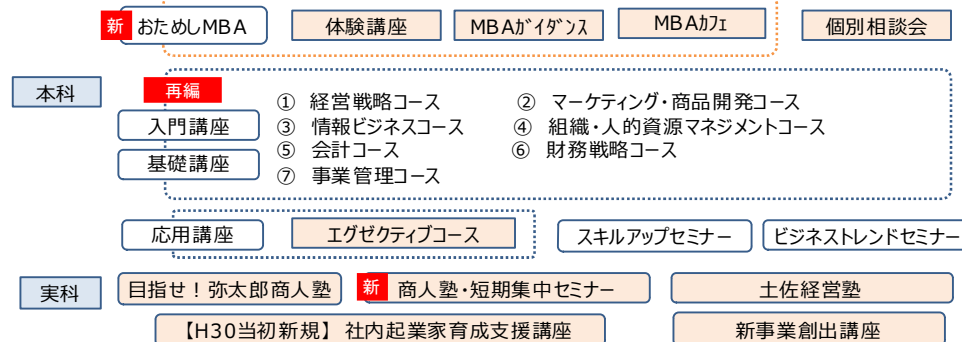 新 おためしMBA 体験講座 MBAｶﾞｲﾀﾞﾝｽ MBAｶﾌｪ 個別相談会
本科 再編
① 経営戦略コース ② マーケティング・商品開発コース
入門講座 ③ 情報ビジネスコース ④ 組織・人的資源マネジメントコース
基礎講座 ⑤ 会計コース ⑥ 財務戦略コース
⑦ 事業管理コース
応用講座 エグゼクティブコース スキルアップセミナー ビジネストレンドセミナー
実科 目指せ！弥太郎商人塾 新 商人塾・短期集中セミナー 土佐経営塾
【H30当初新規】社内起業家育成支援講座 新事業創出講座